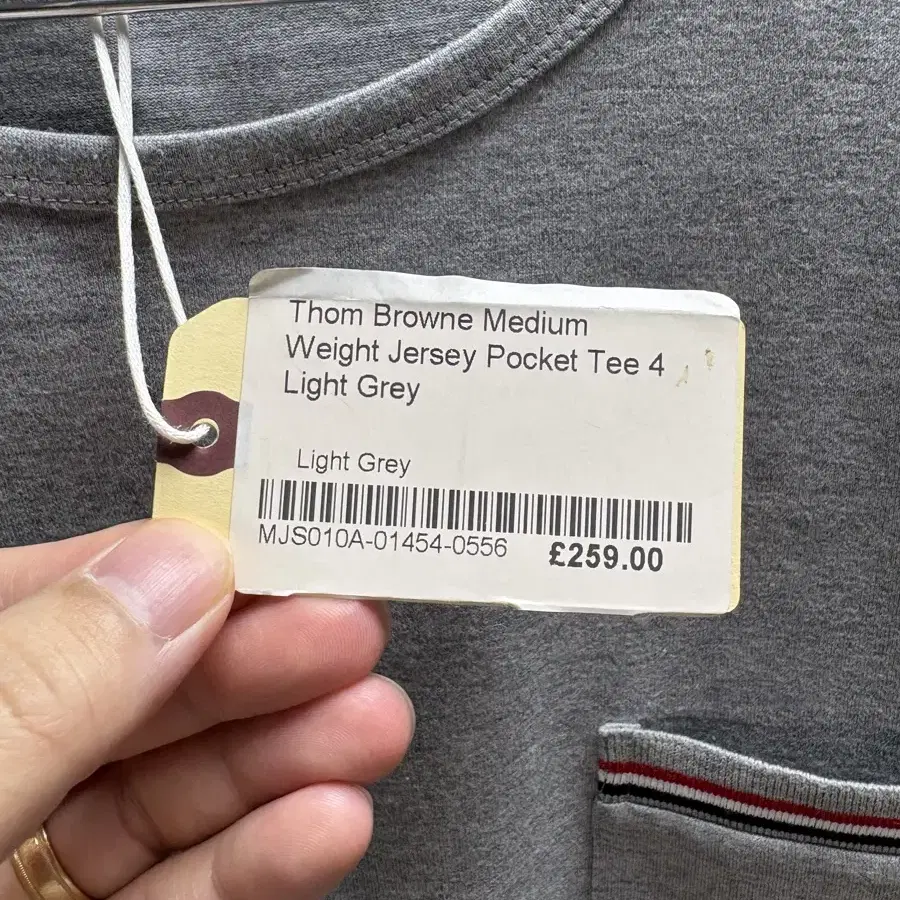 Thom Browne Medium
Weight Jersey Pocket Tee 4
Light Grey
Light Grey
MJS010A-01454-0556
£259.00